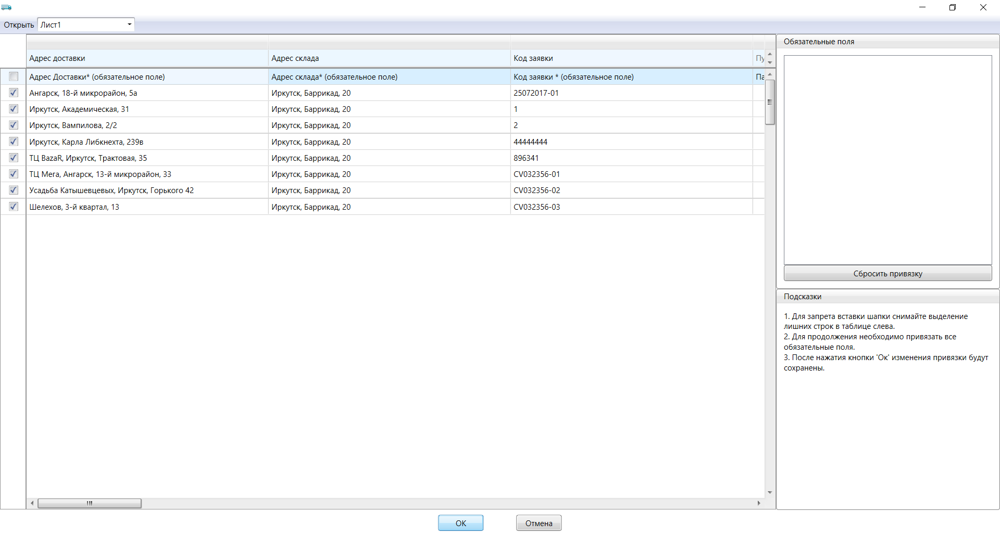 Открыть Лист1
Адрес доставки Адрес склада Код заявки Пу
Адрес Доставки* (обязательное поле) Адрес склада* (обязательное поле) Код заявки * (обязательное поле) Па
Ангарск, 18-й микрорайон, 5а Иркутск, Баррикад, 20 25072017-01
Иркутск, Академическая, 31 Иркутск, Баррикад, 20 1
Иркутск, Вампилова, 2/2 Иркутск, Баррикад, 20 2
Иркутск, Карла Либкнехта, 239в Иркутск, Баррикад, 20 44444444
ТЦ BazaR, Иркутск, Трактовая, 35 Иркутск, Баррикад, 20 896341
ТЦ Мега, Ангарск, 13-й микрорайон, 33 Иркутск, Баррикад, 20 CV032356-01
Усадьба Катышевцевых, Иркутск, Горького 42 Иркутск, Баррикад, 20 CV032356-02
Шелехов, 3-й квартал, 13 Иркутск, Баррикад, 20 CV032356-03
Обязательные поля
Сбросить привязку
Подсказки
1. Для запрета вставки шапки снимайте выделение
лишних строк в таблице слева.
2. Для продолжения необходимо привязать все
обязательные поля.
3. После нажатия кнопки 'Ок' изменения привязки будут
сохранены.
ОК Отмена